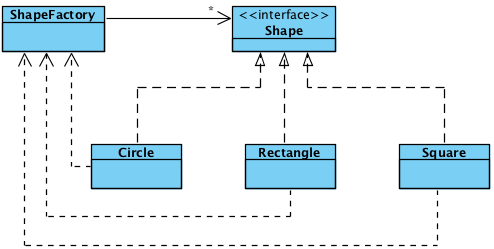 ShapeFactory
*
<<interface>>
Shape
Circle
Rectangle
Square